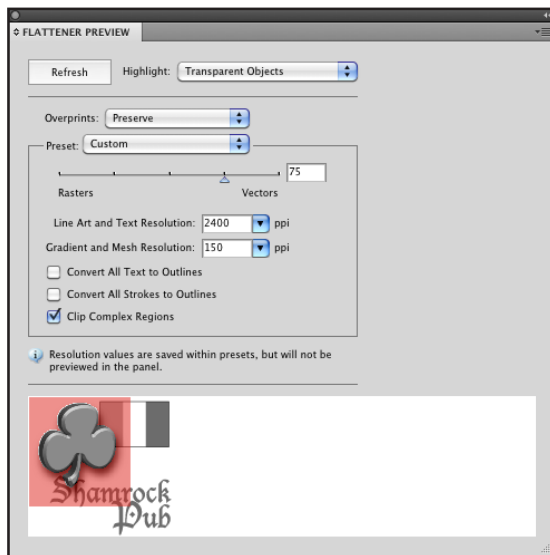 FLATTENER PREVIEW
Refresh Highlight: Transparent Objects
Overprints: Preserve
Preset: Custom
75
Rasters Vectors
Line Art and Text Resolution: 2400 ppi
Gradient and Mesh Resolution: 150 ppi
Convert All Text to Outlines
Convert All Strokes to Outlines
Clip Complex Regions
Resolution values are saved within presets, but will not be
previewed in the panel.
Shamrock
Pub